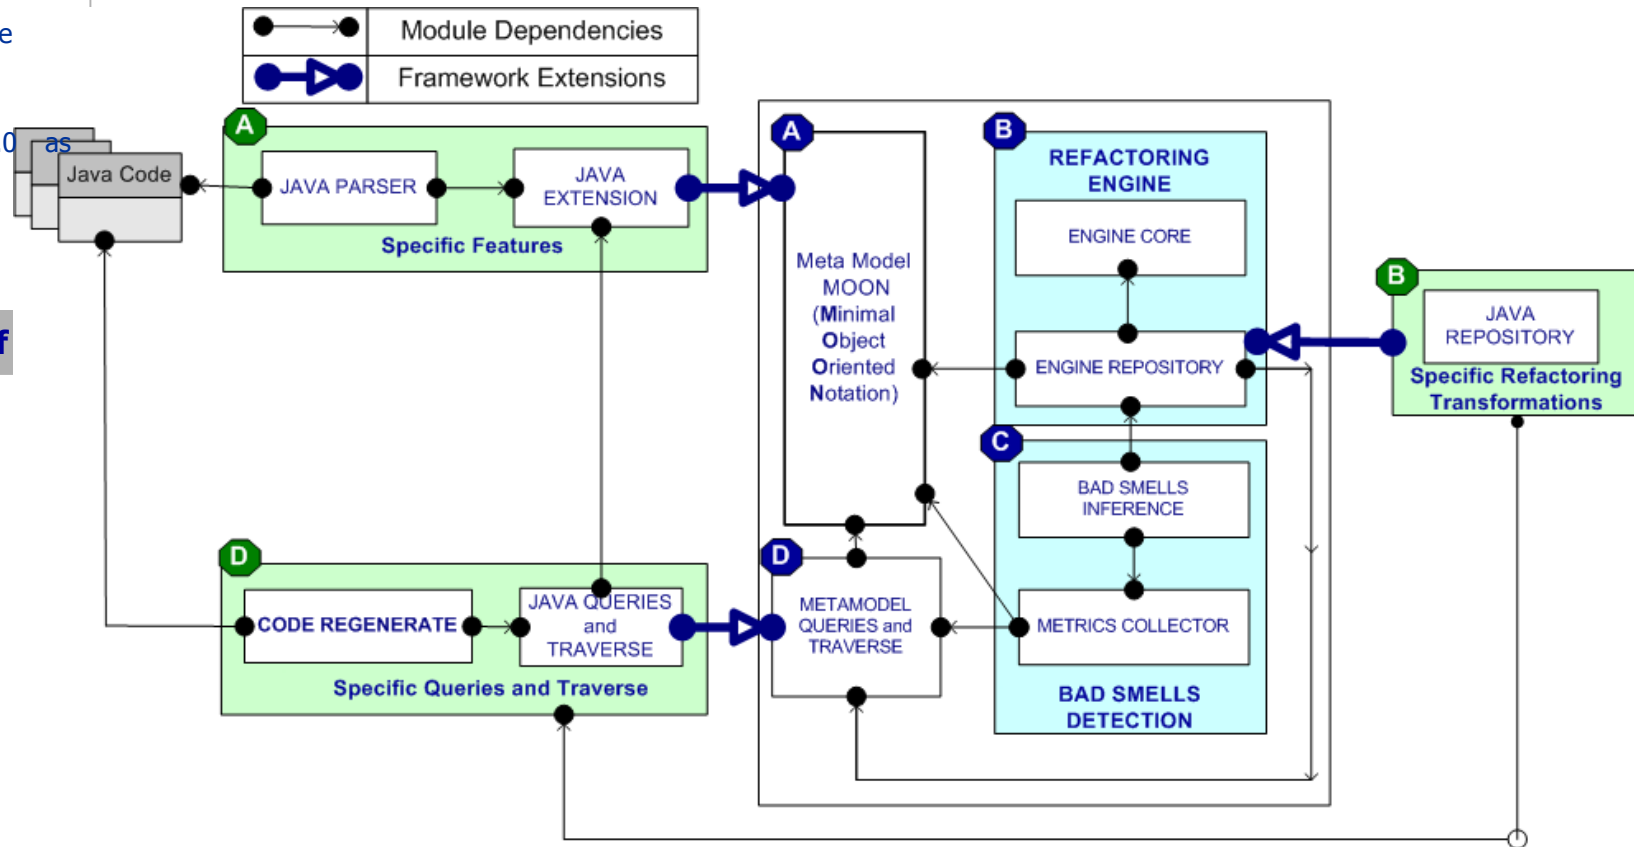 e
Module Dependencies
Framework Extensions
A
A
B
0 as
Java Code
JAVA PARSER
JAVA
EXTENSION
Specific Features
REFACTORING
ENGINE
ENGINE CORE
Meta Model
MOON
(Minimal
Object
Oriented
Notation)
B
JAVA
REPOSITORY
Specific Refactoring
Transformations
f
ENGINE REPOSITORY
C
BAD SMELLS
INFERENCE
D
CODE REGENERATE
JAVA QUERIES
and
TRAVERSE
Specific Queries and Traverse
D
METAMODEL
QUERIES and
TRAVERSE
METRICS COLLECTOR
BAD SMELLS
DETECTION